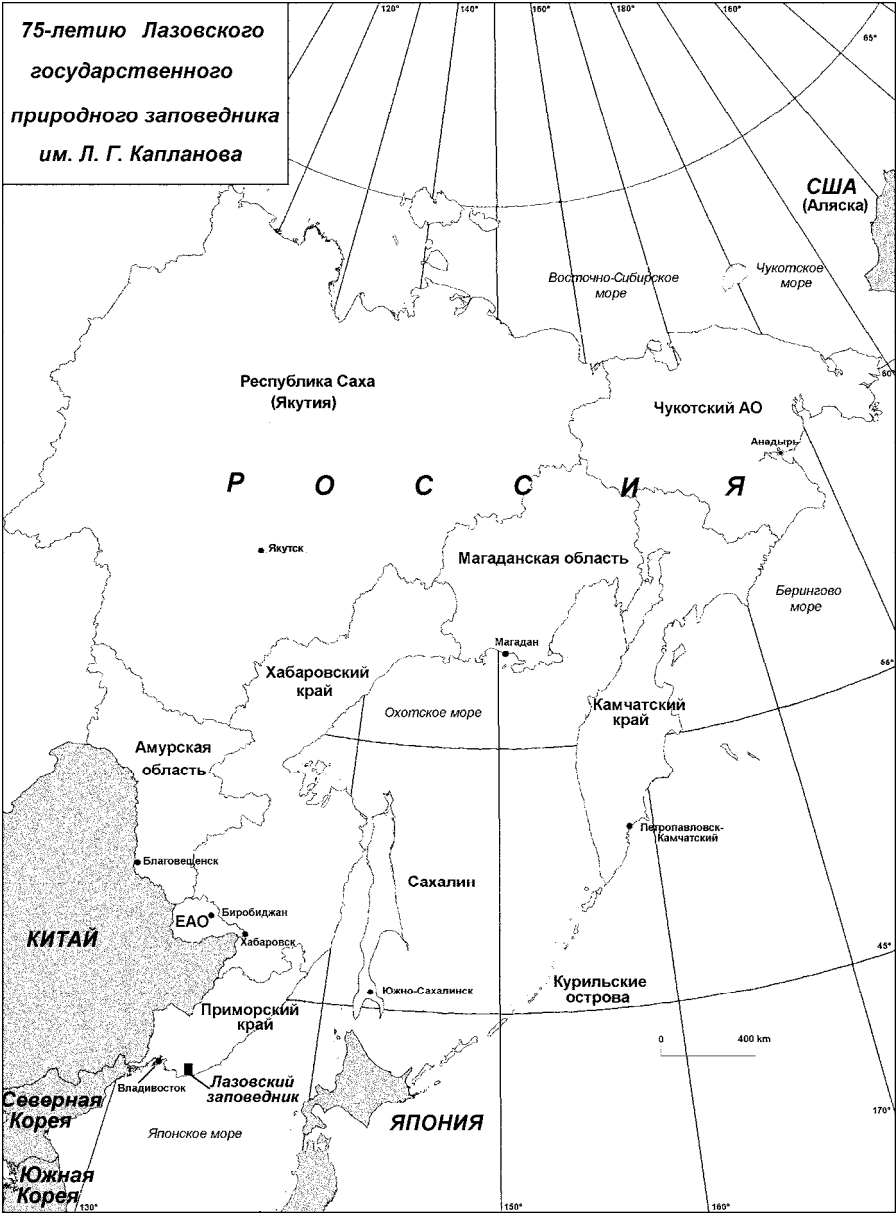 75-летию Лазовского
государственного
природного заповедника
им. Л. Г. Капланова
120°
140°
150°
160°
180°
160°
65°
США
(Аляска)
Восточно-Сибирское
море
Чукотское
море
60°
Республика Саха
(Якутия)
Чукотский АО
Анадырь
Р О С С И Я
Якутск
Магаданская область
Берингово
море
Магадан
55°
Хабаровский
край
Охотское море
Камчатский
край
Амурская
область
Петропавловск-
Камчатский
Благовещенск
Сахалин
ЕАО
Биробиджан
Хабаровск
КИТАЙ
45°
Южно-Сахалинск
Курильские
острова
Приморский
край
0 400 km
Владивосток
Лазовский
заповедник
Северная
Корея
ЯПОНИЯ
170°
Японское море
Южная
Корея
130°
150°
160°